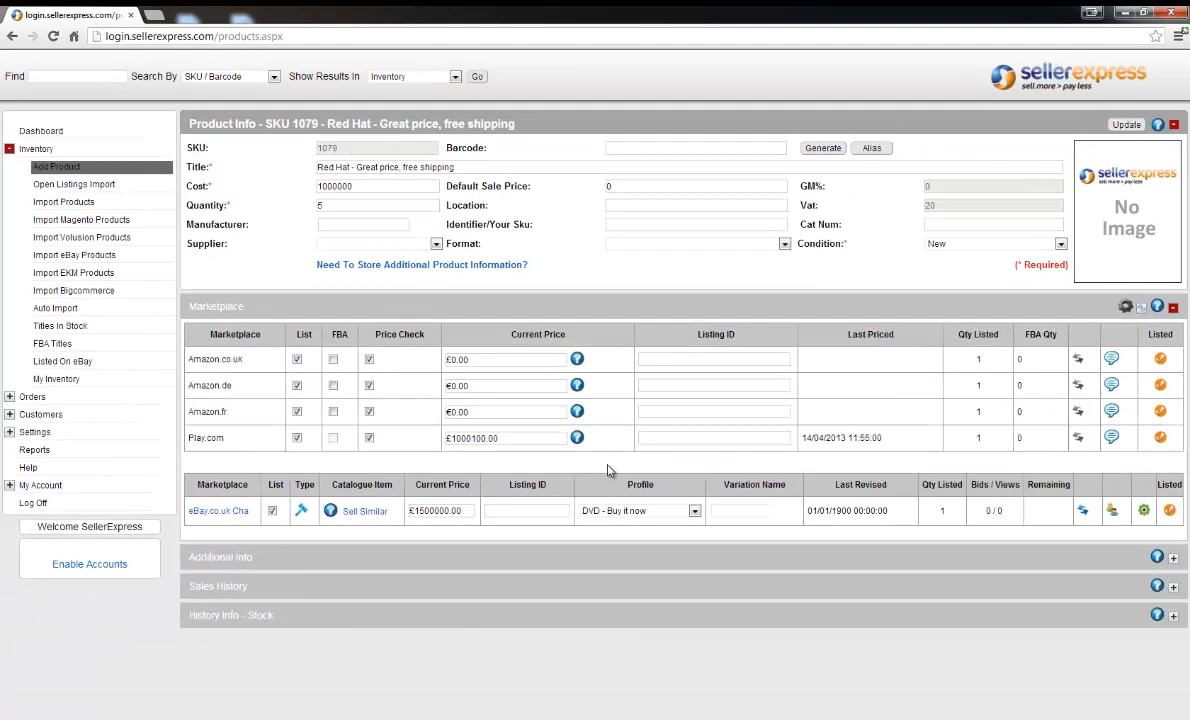 login.sellerexpress.com/p
login.sellerexpress.com/products.aspx
Find Search By SKU / Barcode Show Results In Inventory Go
sellerexpress
sell more > pay less
Dashboard
Inventory
Add Product
Open Listings Import
Import Products
Import Magento Products
Import Volusion Products
Import eBay Products
Import EKM Products
Import Bigcommerce
Auto Import
Titles In Stock
FBA Titles
Listed On eBay
My Inventory
Orders
Customers
Settings
Reports
Help
My Account
Log Off
Welcome SellerExpress
Enable Accounts
Product Info - SKU 1079 - Red Hat - Great price, free shipping Update
SKU: 1079 Barcode: Generate Alias
Title:* Red Hat - Great price, free shipping
Cost:* 1000000 Default Sale Price: 0 GM%: 0
Quantity:* 5 Location: Vat: 20
Manufacturer: Identifier/Your Sku: Cat Num:
Supplier: Format: Condition:* New
Need To Store Additional Product Information? (* Required)
sellerexpress
sell more > pay less
No
Image
Marketplace
Marketplace List FBA Price Check Current Price Listing ID Last Priced Qty Listed FBA Qty Listed
Amazon.co.uk £0.00 1 0
Amazon.de €0.00 1 0
Amazon.fr €0.00 1 0
Play.com £1000100.00 14/04/2013 11:55:00 1 0
Marketplace List Type Catalogue Item Current Price Listing ID Profile Variation Name Last Revised Qty Listed Bids / Views Remaining Listed
eBay.co.uk Cha Sell Similar £1500000.00 DVD - Buy it now 01/01/1900 00:00:00 1 0 / 0
Additional Info
Sales History
History Info - Stock